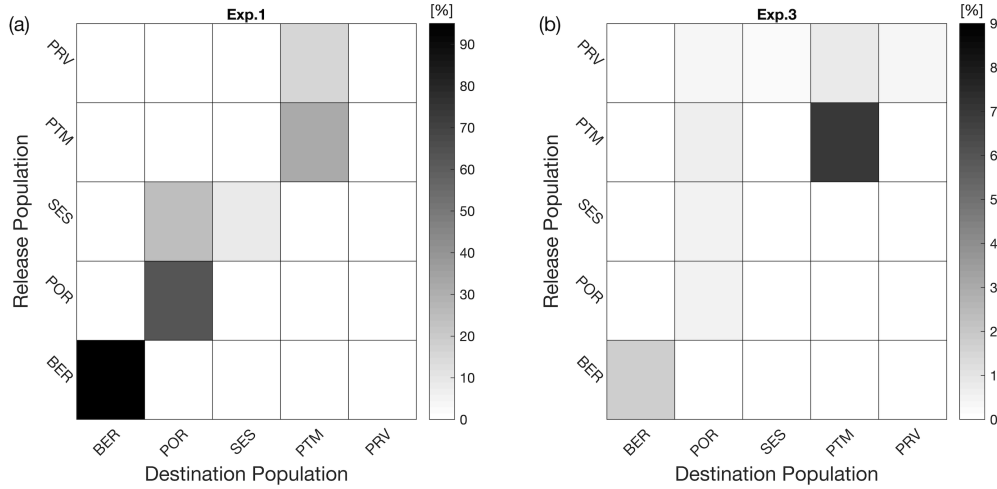 (a)
Exp.1
[%]
PRV
PTM
SES
POR
BER
Release Population
BER
POR
SES
PTM
PRV
Destination Population
90
80
70
60
50
40
30
20
10
0
(b)
Exp.3
[%]
PRV
PTM
SES
POR
BER
Release Population
BER
POR
SES
PTM
PRV
Destination Population
9
8
7
6
5
4
3
2
1
0